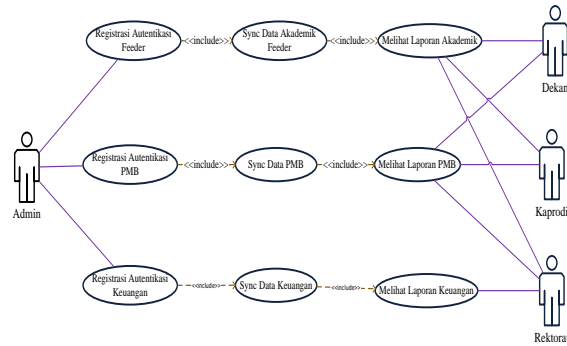 Registrasi Autentikasi
Feeder
<<include>>
Sync Data Akademik
Feeder
<<include>>
Melihat Laporan Akademik
Dekan
Registrasi Autentikasi
PMB
<<include>>
Sync Data PMB
<<include>>
Melihat Laporan PMB
Kaprodi
Admin
Registrasi Autentikasi
Keuangan
<<include>>
Sync Data Keuangan
<<include>>
Melihat Laporan Keuangan
Rektorat